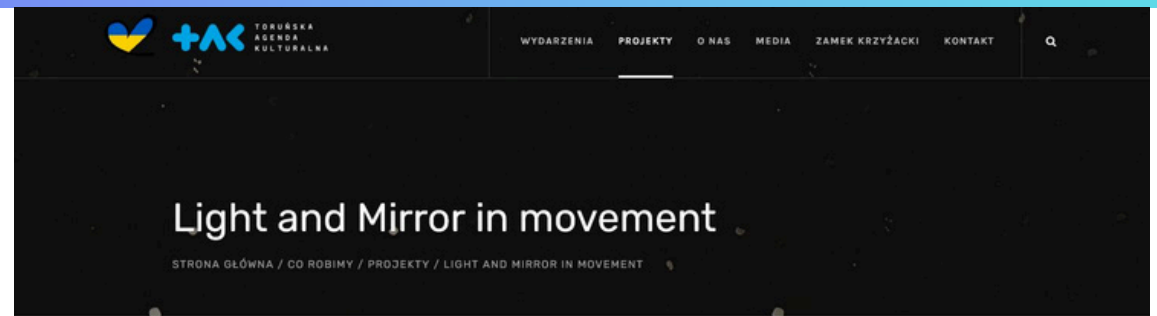 TORUŃSKA
AGENDA
KULTURALNA
WYDARZENIA PROJEKTY O NAS MEDIA ZAMEK KRZYŻACKI KONTAKT
Light and Mirror in movement
STRONA GŁÓWNA / CO ROBIMY / PROJEKTY / LIGHT AND MIRROR IN MOVEMENT